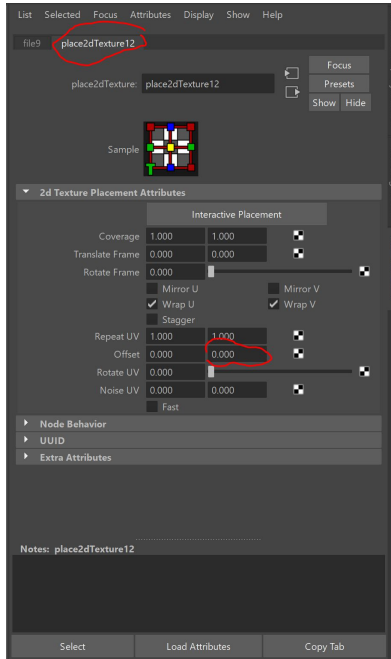 List Selected Focus Attributes Display Show Help
file9 place2dTexture12
Focus
place2dTexture: place2dTexture12
Presets
Show Hide
Sample
T
2d Texture Placement Attributes
Interactive Placement
Coverage 1.000 1.000
Translate Frame 0.000 0.000
Rotate Frame 0.000
Mirror U Mirror V
Wrap U Wrap V
Stagger
Repeat UV 1.000 1.000
Offset 0.000 0.000
Rotate UV 0.000
Noise UV 0.000 0.000
Fast
Node Behavior
UUID
Extra Attributes
Notes: place2dTexture12
Select Load Attributes Copy Tab